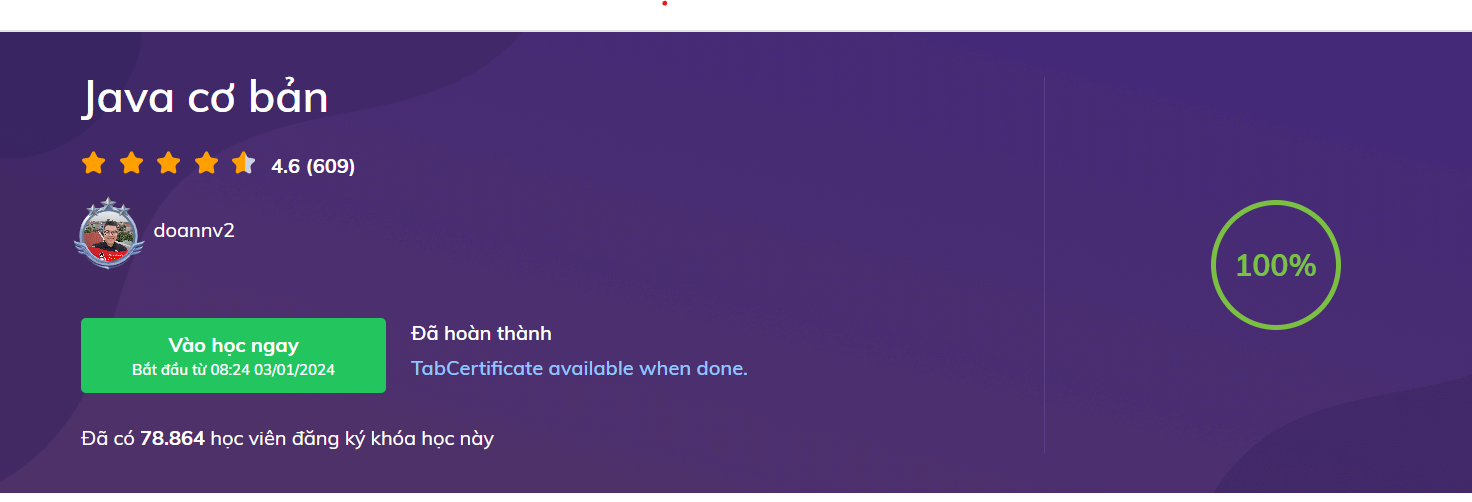 Java cơ bản
4.6 (609)
doannv2
Vào học ngay
Bắt đầu từ 08:24 03/01/2024
Đã hoàn thành
TabCertificate available when done.
Đã có 78.864 học viên đăng ký khóa học này
100%